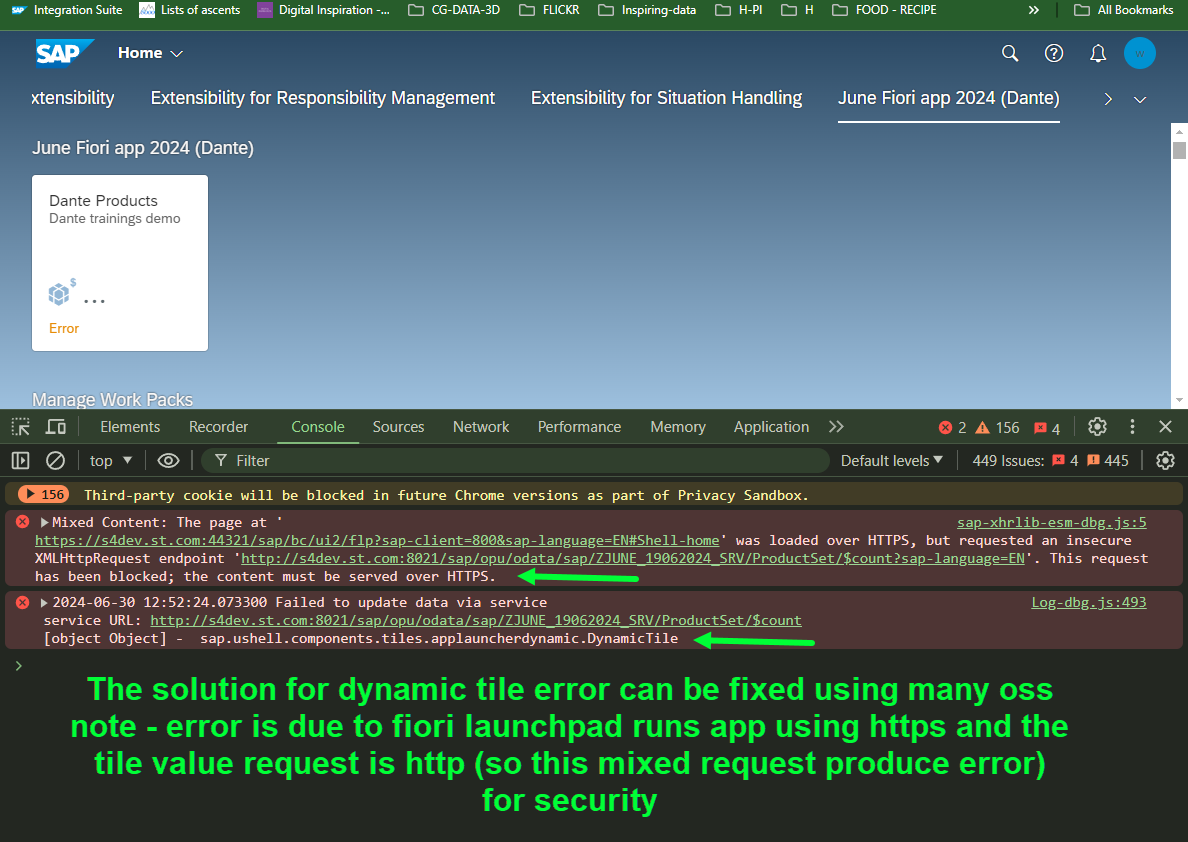 SAP Integration Suite Lists of ascents Digital Inspiration -... CG-DATA-3D FLICKR Inspiring-data H-PI H FOOD - RECIPE » All Bookmarks
SAP Home W
xtensibility Extensibility for Responsibility Management Extensibility for Situation Handling June Fiori app 2024 (Dante)
June Fiori app 2024 (Dante)
Dante Products
Dante trainings demo
$ ...
Error
Manage Work Packs
Elements Recorder Console Sources Network Performance Memory Application » 2 156 4
top Filter Default levels 449 Issues: 4 445
156 Third-party cookie will be blocked in future Chrome versions as part of Privacy Sandbox.
Mixed Content: The page at ' sap-xhrlib-esm-dbg.js:5
https://s4dev.st.com:44321/sap/bc/ui2/flp?sap-client=800&sap-language=EN#Shell-home' was loaded over HTTPS, but requested an insecure
XMLHttpRequest endpoint 'http://s4dev.st.com:8021/sap/opu/odata/sap/ZJUNE_19062024_SRV/ProductSet/$count?sap-language=EN'. This request
has been blocked; the content must be served over HTTPS.
2024-06-30 12:52:24.073300 Failed to update data via service Log-dbg.js:493
service URL: http://s4dev.st.com:8021/sap/opu/odata/sap/ZJUNE_19062024_SRV/ProductSet/$count
[object Object] - sap.ushell.components.tiles.applauncherdynamic.DynamicTile
The solution for dynamic tile error can be fixed using many oss
note - error is due to fiori launchpad runs app using https and the
tile value request is http (so this mixed request produce error)
for security